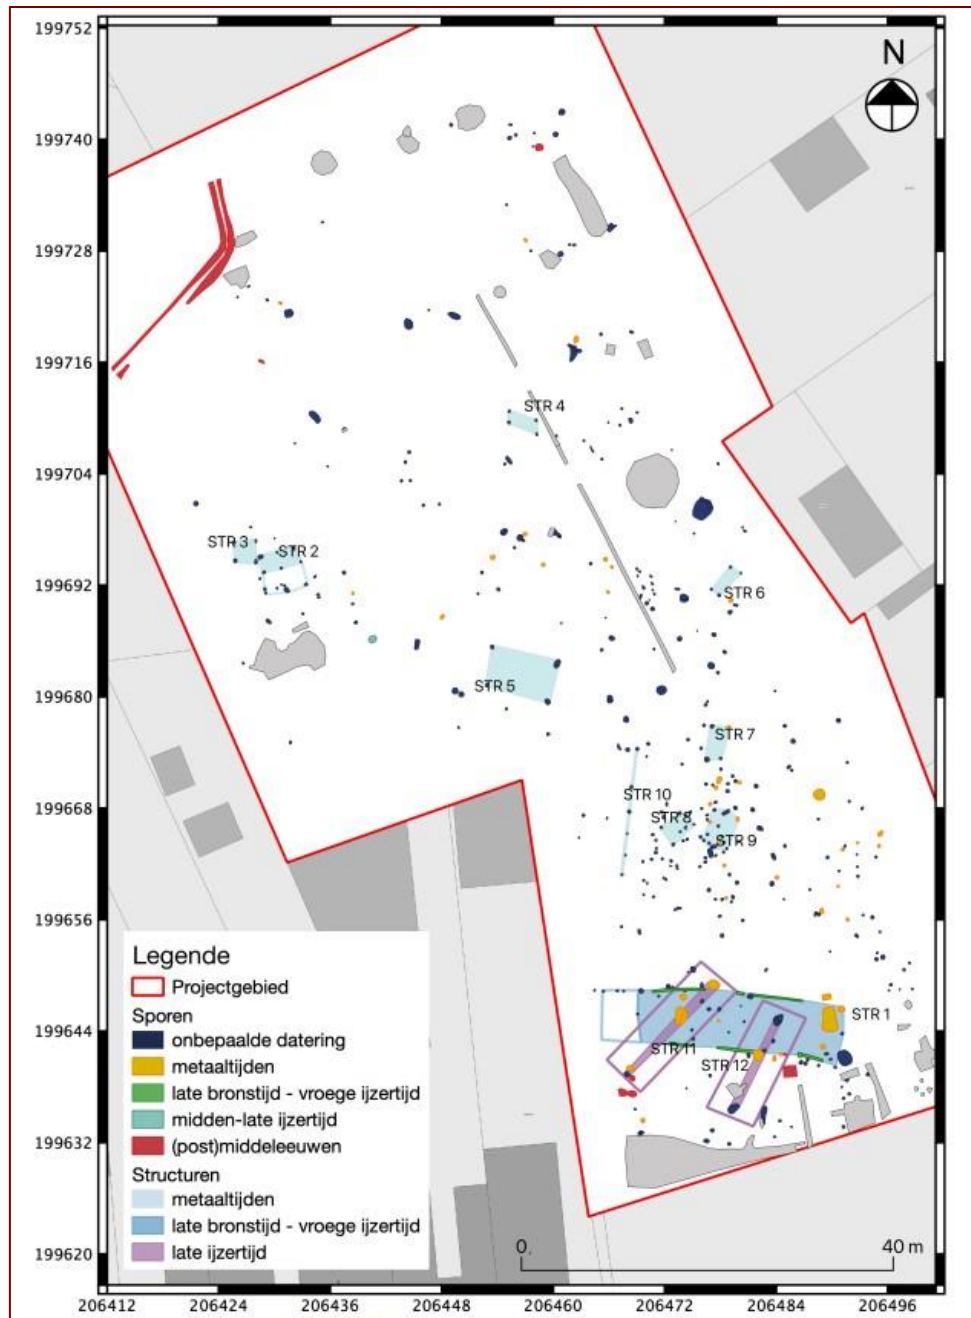 199752
N
199740
199728
199716
STR 4
199704
STR 3
STR 2
199692
STR 6
199680
STR 5
STR 7
199668
STR 10
STR 8
STR 9
199656
Legende
Projectgebied
Sporen
onbepaalde datering
metaaltijden
late bronstijd - vroege ijzertijd
midden-late ijzertijd
(post)middeleeuwen
Structuren
metaaltijden
late bronstijd - vroege ijzertijd
late ijzertijd
STR 1
199644
STR 11
STR 12
199632
199620
0
40 m
206412 206424 206436 206448 206460 206472 206484 206496